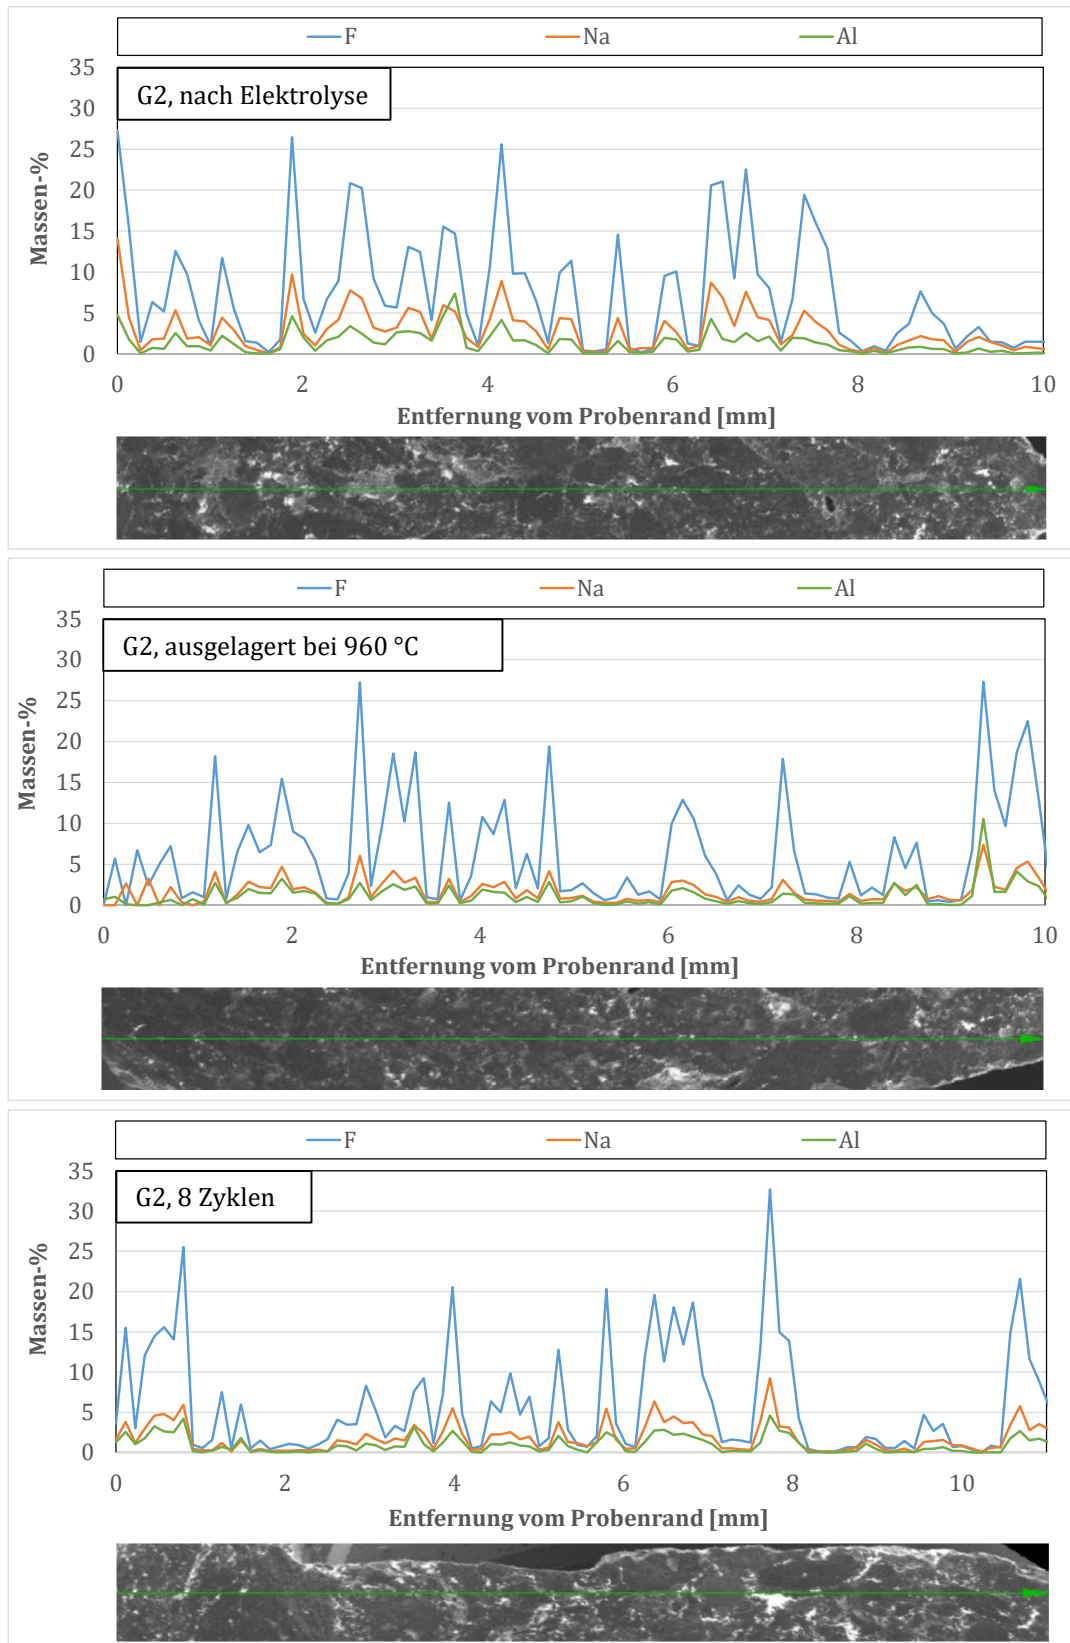 F Na Al
35
G2, nach Elektrolyse
30
25
20
15
10
5
0
Massen-%
0 2 4 6 8 10
Entfernung vom Probenrand [mm]
F Na Al
35
G2, ausgelagert bei 960 °C
30
25
20
15
10
5
0
Massen-%
0 2 4 6 8 10
Entfernung vom Probenrand [mm]
F Na Al
35
G2, 8 Zyklen
30
25
20
15
10
5
0
Massen-%
0 2 4 6 8 10
Entfernung vom Probenrand [mm]